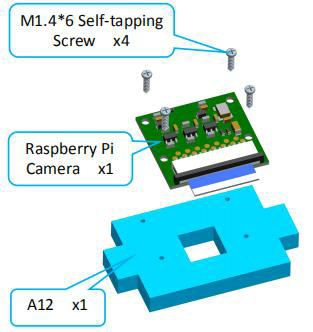 M1.4*6 Self-tapping
Screw x4
Raspberry Pi
Camera x1
A12 x1